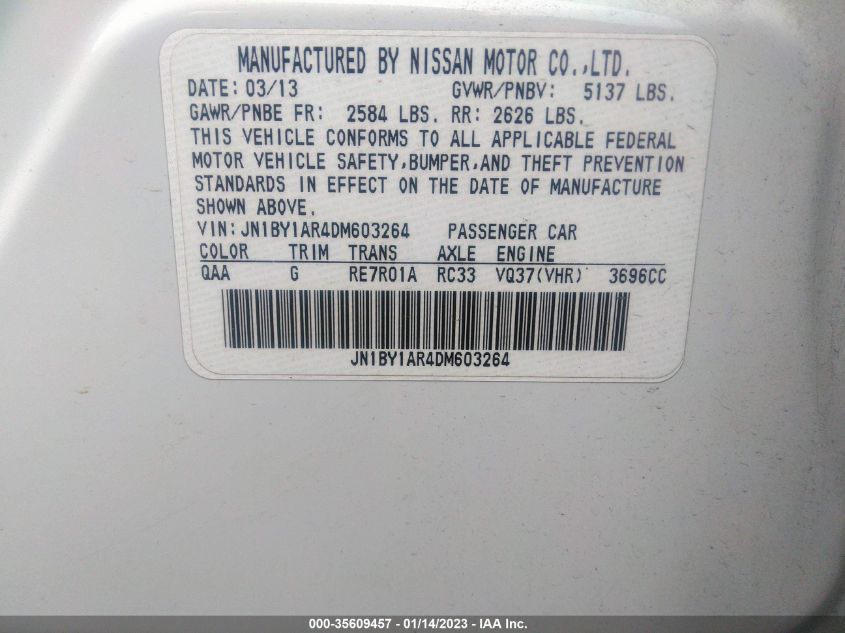 MANUFACTURED BY NISSAN MOTOR CO.,LTD.
DATE: 03/13 GVWR/PNBV: 5137 LBS.
GAWR/PNBE FR: 2584 LBS. RR: 2626 LBS.
THIS VEHICLE CONFORMS TO ALL APPLICABLE FEDERAL
MOTOR VEHICLE SAFETY,BUMPER,AND THEFT PREVENTION
STANDARDS IN EFFECT ON THE DATE OF MANUFACTURE
SHOWN ABOVE.
VIN: JN1BY1AR4DM603264 PASSENGER CAR
COLOR TRIM TRANS AXLE ENGINE
QAA G RE7R01A RC33 VQ37(VHR) 3696CC
JN1BY1AR4DM603264
000-35609457 - 01/14/2023 - IAA Inc.